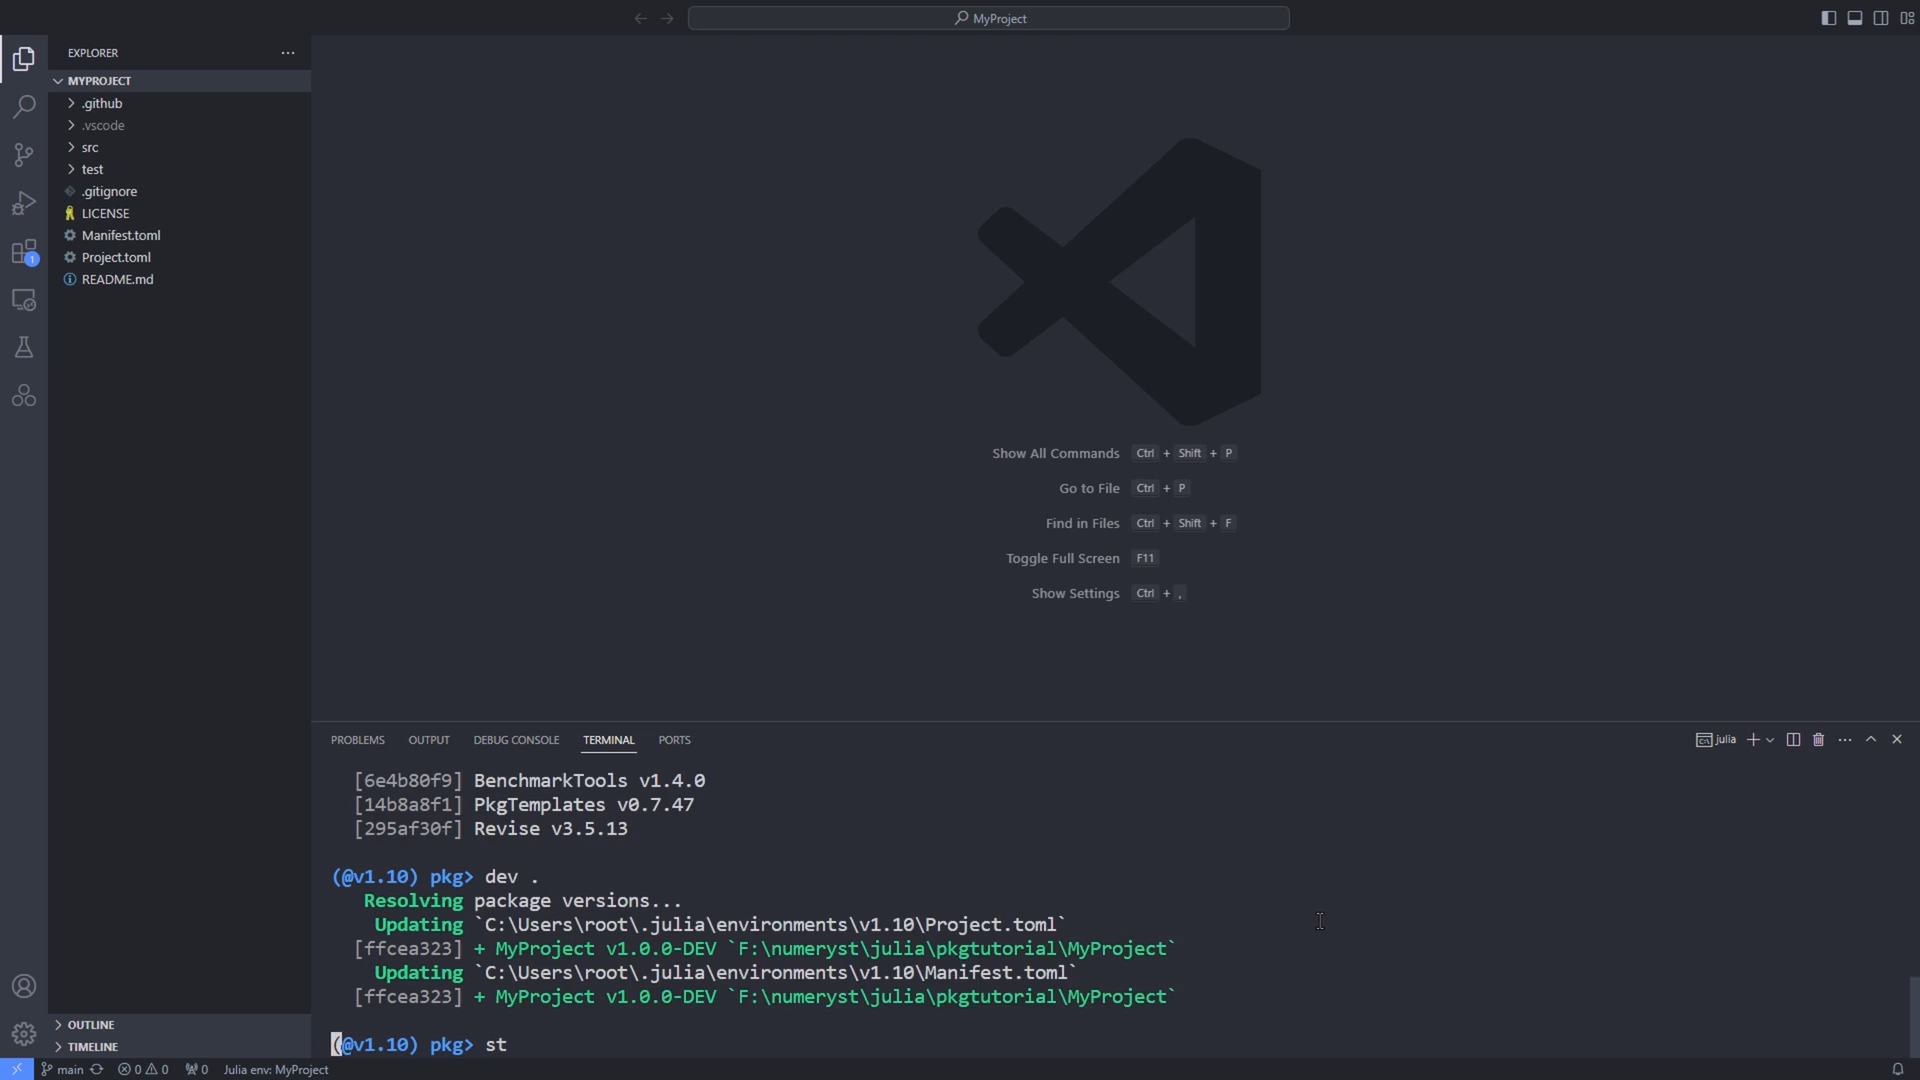 MyProject
EXPLORER
MYPROJECT
.github
.vscode
src
test
.gitignore
LICENSE
Manifest.toml
Project.toml
README.md
1
Show All Commands Ctrl + Shift + P
Go to File Ctrl + P
Find in Files Ctrl + Shift + F
Toggle Full Screen F11
Show Settings Ctrl + ,
PROBLEMS OUTPUT DEBUG CONSOLE TERMINAL PORTS julia
[6e4b80f9] BenchmarkTools v1.4.0
[14b8a8f1] PkgTemplates v0.7.47
[295af30f] Revise v3.5.13
(@v1.10) pkg> dev .
Resolving package versions...
Updating `C:\Users\root\.julia\environments\v1.10\Project.toml`
[ffcea323] + MyProject v1.0.0-DEV `F:\numeryst\julia\pkgtutorial\MyProject`
Updating `C:\Users\root\.julia\environments\v1.10\Manifest.toml`
[ffcea323] + MyProject v1.0.0-DEV `F:\numeryst\julia\pkgtutorial\MyProject`
(@v1.10) pkg> st
OUTLINE
TIMELINE
main 0 0 0 Julia env: MyProject